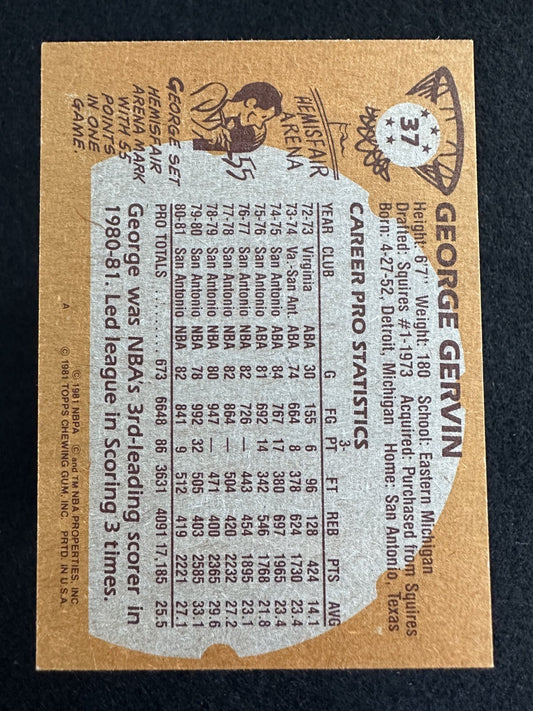 37
GEORGE GERVIN
Height: 6'7" Weight: 180 School: Eastern Michigan
Drafted: Squires #1-1973 Acquired: Purchased from Squires
Born: 4-27-52, Detroit, Michigan Home: San Antonio, Texas
HEMISFAIR
ARENA
55
GEORGE SET
HEMISFAIR
ARENA MARK
WITH 55
POINTS
IN ONE
GAME.
CAREER PRO STATISTICS
3-
YEAR CLUB G FG PT FT REB PTS AVG
72-73 Virginia ABA 30 155 6 96 128 424 14.1
73-74 Va.-San Ant. ABA 74 664 8 378 624 1730 23.4
74-75 San Antonio ABA 84 767 17 380 697 1965 23.4
75-76 San Antonio ABA 81 692 14 342 546 1768 21.8
76-77 San Antonio NBA 82 726 — 443 454 1895 23.1
77-78 San Antonio NBA 82 864 — 504 420 2232 27.2
78-79 San Antonio NBA 80 947 — 471 400 2365 29.6
79-80 San Antonio NBA 78 992 32 505 403 2585 33.1
80-81 San Antonio NBA 82 841 9 512 419 2221 27.1
PRO TOTALS ......... 673 6648 86 3631 4091 17,185 25.5
George was NBA's 3rd-leading scorer in
1980-81. Led league in Scoring 3 times.
A © 1981 NBPA © and TM NBA PROPERTIES, INC
© 1981 TOPPS CHEWING GUM, INC. PRTD. IN U.S.A.